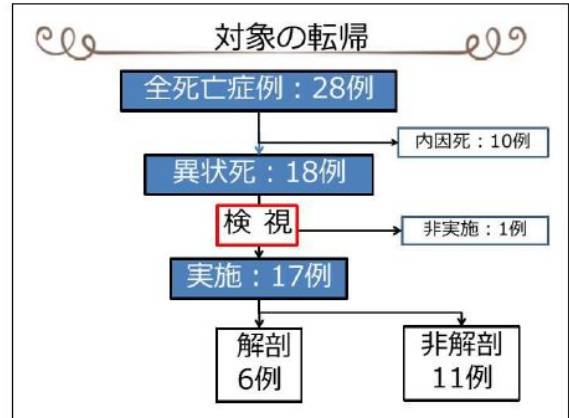 対象の転帰
全死亡症例：28例
内因死：10例
異状死：18例
検 視
非実施：1例
実施：17例
解剖
6例
非解剖
11例